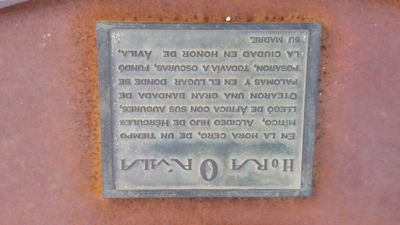 HoRA O AVILA
EN LA HORA CERO, DE UN TIEMPO
MÍTICO, ALCIDEO HIJO DE HÉRCULES
LLEGÓ DE ÁFRICA CON SUS AUGURES,
OTEARON UNA GRAN BANDADA DE
PALOMAS Y EN EL LUGAR DONDE SE
POSARON, TODAVÍA A OSCURAS, FUNDÓ
LA CIUDAD EN HONOR DE ÁVILA,
SU MADRE.